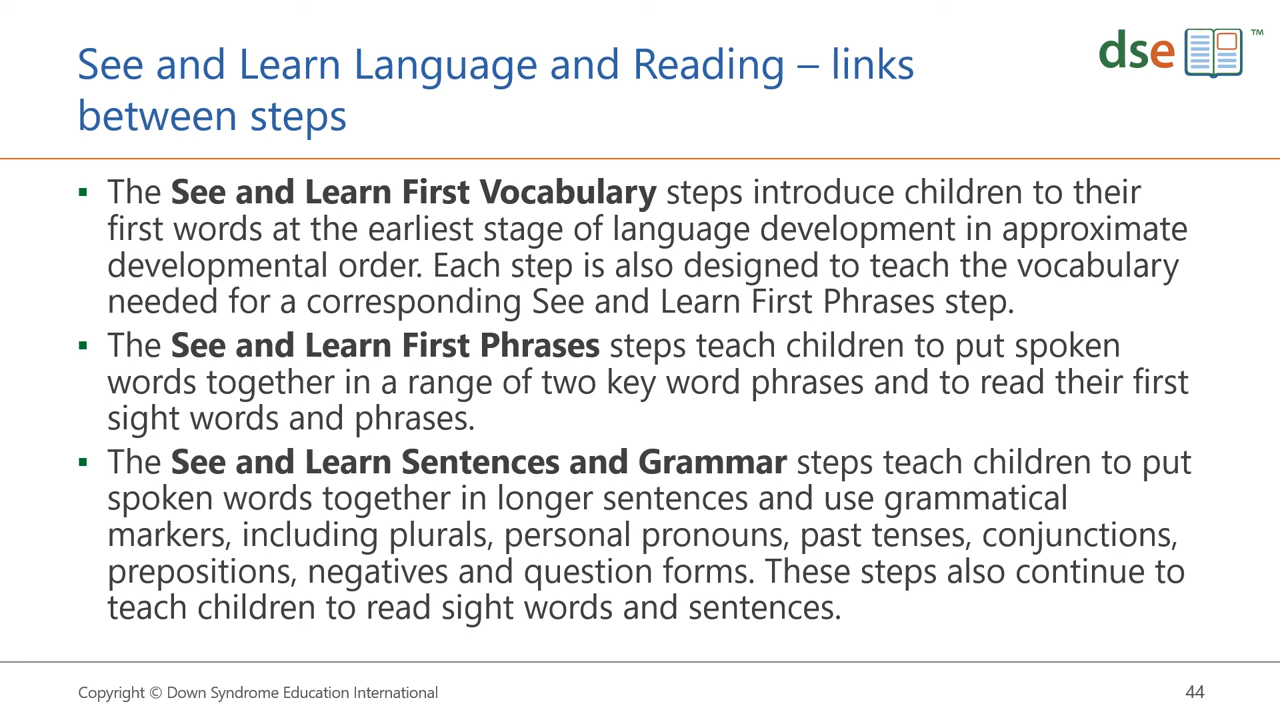 See and Learn Language and Reading – links
between steps
dse ™
▪ The See and Learn First Vocabulary steps introduce children to their
first words at the earliest stage of language development in approximate
developmental order. Each step is also designed to teach the vocabulary
needed for a corresponding See and Learn First Phrases step.
▪ The See and Learn First Phrases steps teach children to put spoken
words together in a range of two key word phrases and to read their first
sight words and phrases.
▪ The See and Learn Sentences and Grammar steps teach children to put
spoken words together in longer sentences and use grammatical
markers, including plurals, personal pronouns, past tenses, conjunctions,
prepositions, negatives and question forms. These steps also continue to
teach children to read sight words and sentences.
Copyright © Down Syndrome Education International
44